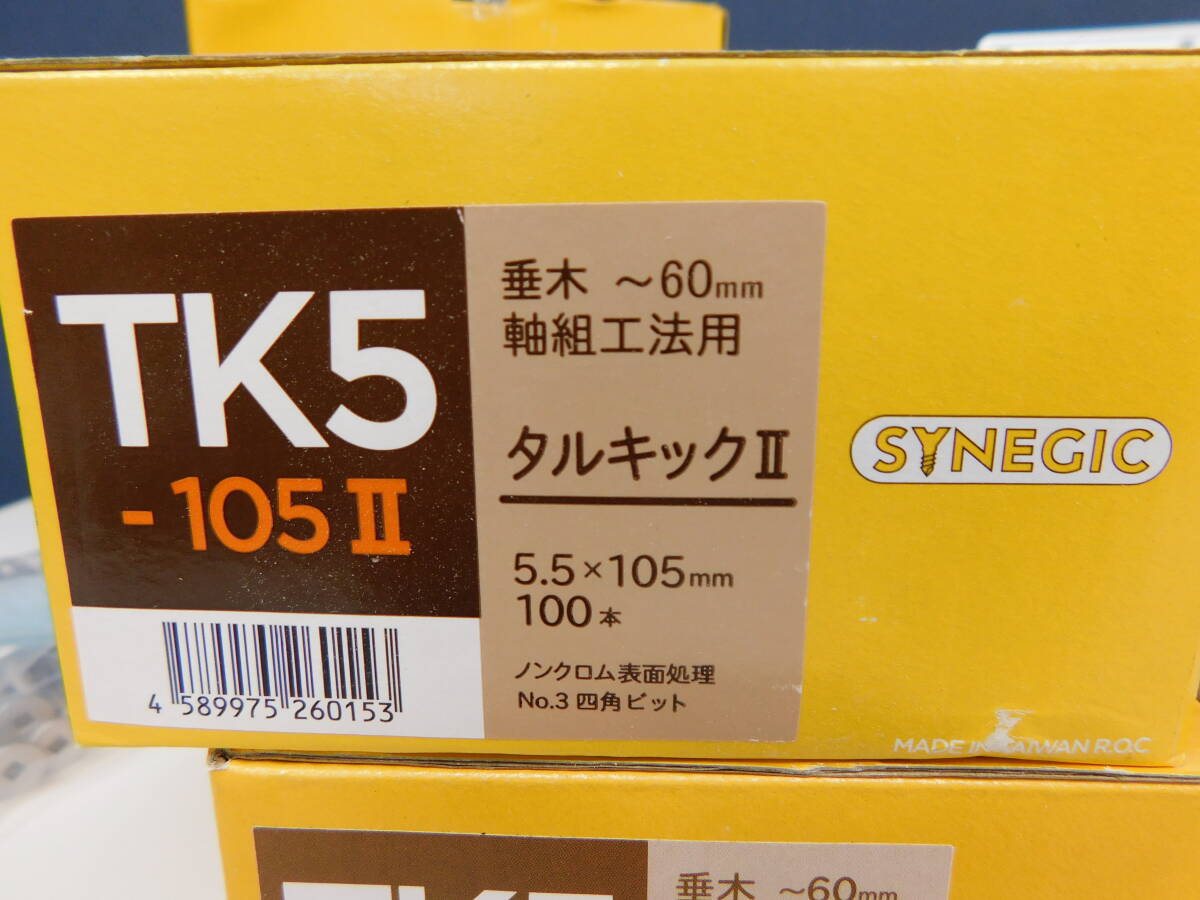 TK5
- 105 II
4 589975 260153
垂木 ～60mm
軸組工法用
タルキックⅡ
5.5×105mm
100本
ノンクロム表面処理
No.3 四角ビット
SYNEGIC
MADE IN TAIWAN R.O.C
TK5
垂木 ～60mm